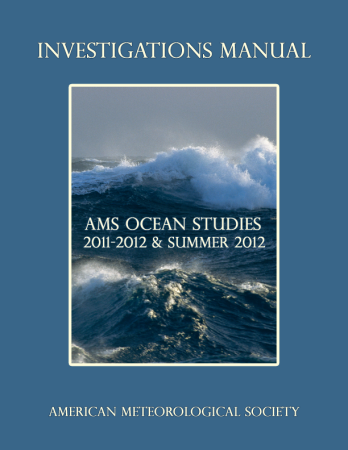 INVESTIGATIONS MANUAL
AMS OCEAN STUDIES
2011-2012 & SUMMER 2012
AMERICAN METEOROLOGICAL SOCIETY